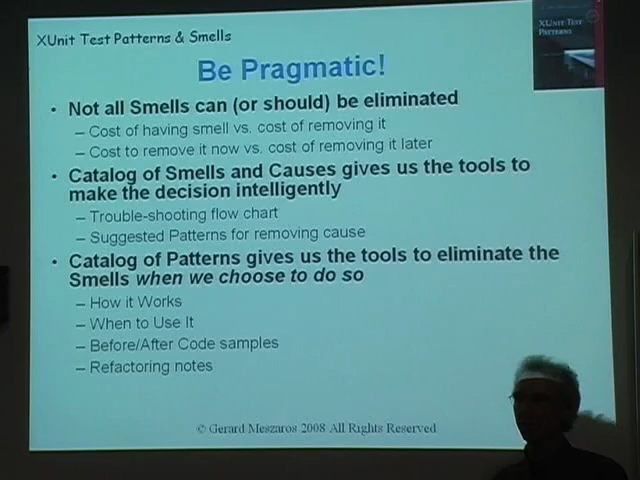 XUnit Test Patterns & Smells
XUNIT TEST
PATTERNS
Be Pragmatic!
• Not all Smells can (or should) be eliminated
– Cost of having smell vs. cost of removing it
– Cost to remove it now vs. cost of removing it later
• Catalog of Smells and Causes gives us the tools to
make the decision intelligently
– Trouble-shooting flow chart
– Suggested Patterns for removing cause
• Catalog of Patterns gives us the tools to eliminate the
Smells when we choose to do so
– How it Works
– When to Use It
– Before/After Code samples
– Refactoring notes
© Gerard Meszaros 2008 All Rights Reserved